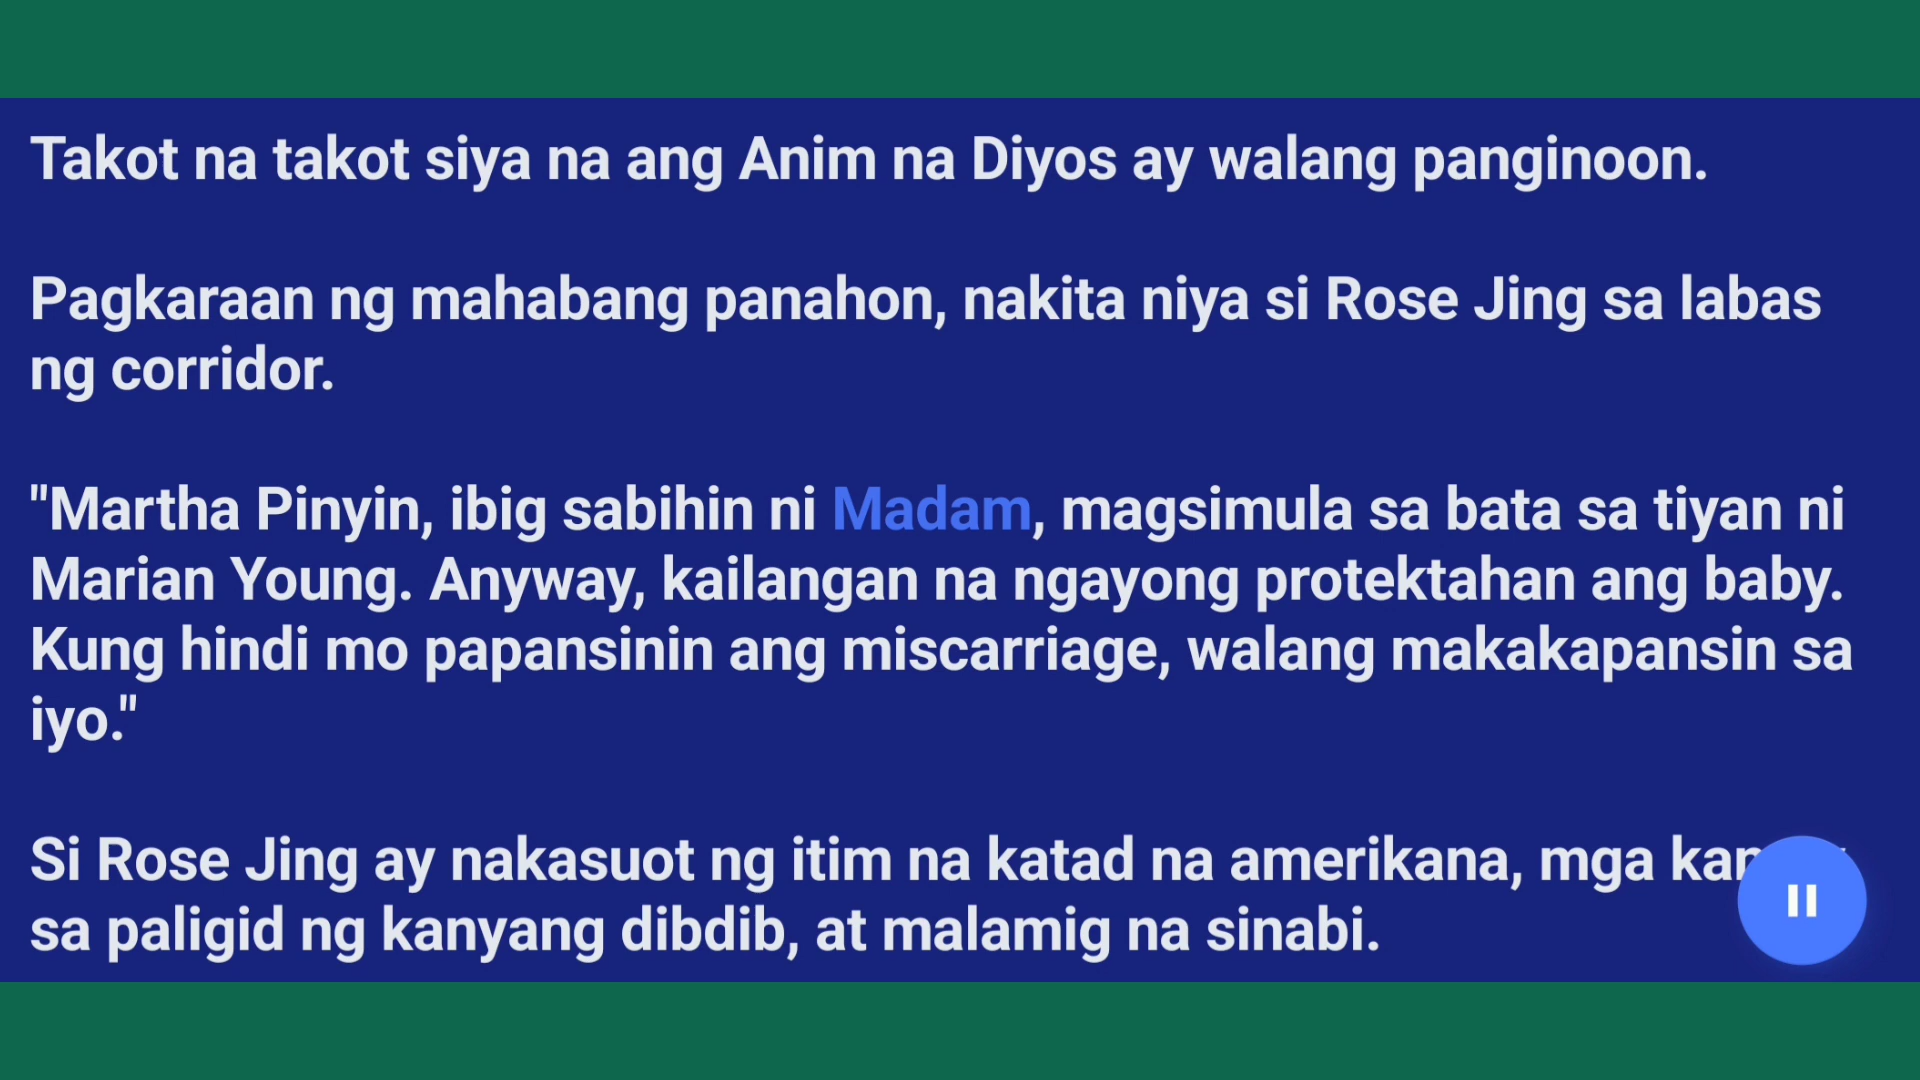 Takot na takot siya na ang Anim na Diyos ay walang panginoon.
Pagkaraan ng mahabang panahon, nakita niya si Rose Jing sa labas
ng corridor.
"Martha Pinyin, ibig sabihin ni Madam, magsimula sa bata sa tiyan ni
Marian Young. Anyway, kailangan na ngayong protektahan ang baby.
Kung hindi mo papansinin ang miscarriage, walang makakapansin sa
iyo."
Si Rose Jing ay nakasuot ng itim na katad na amerikana, mga
sa paligid ng kanyang dibdib, at malamig na sinabi.